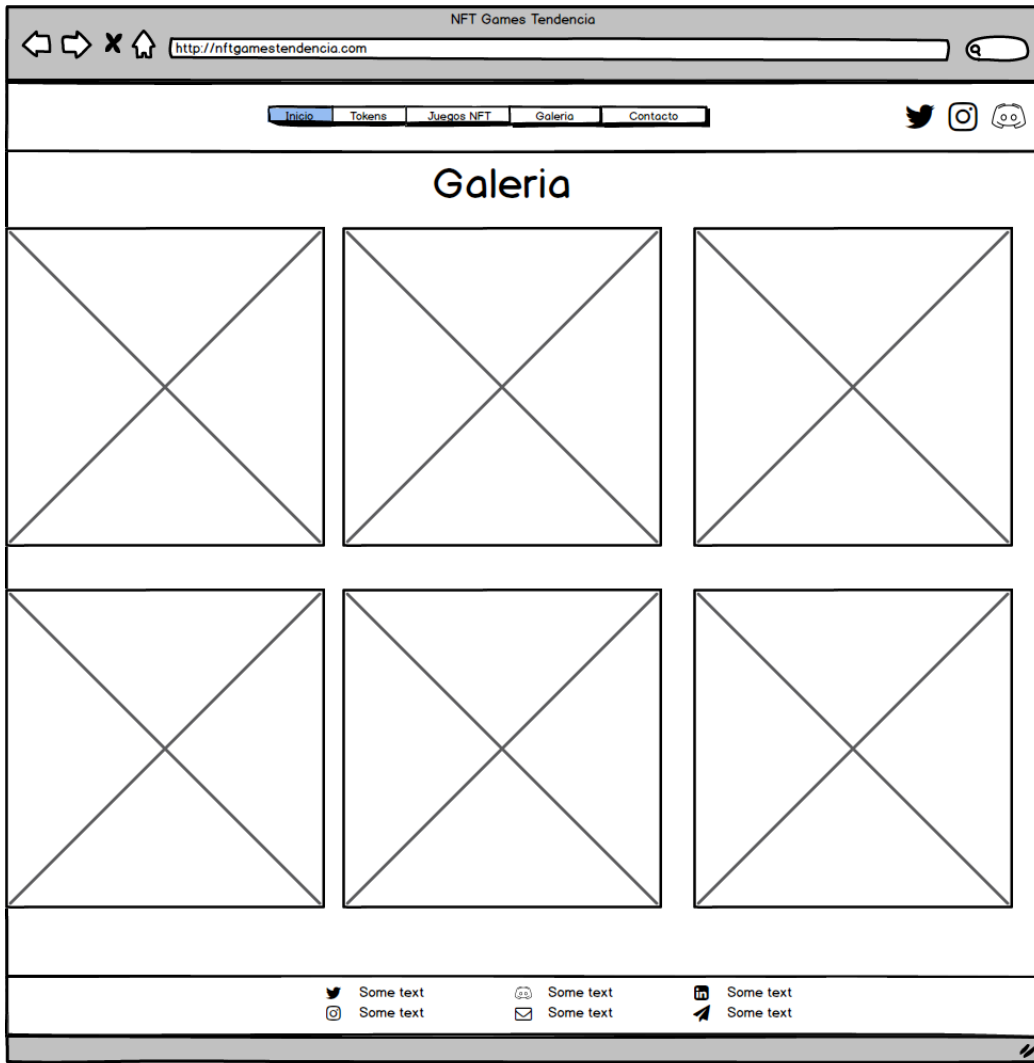 NFT Games Tendencia
http://nftgamestendencia.com
Inicio Tokens Juegos NFT Galeria Contacto
Galeria
Some text Some text Some text
Some text Some text Some text